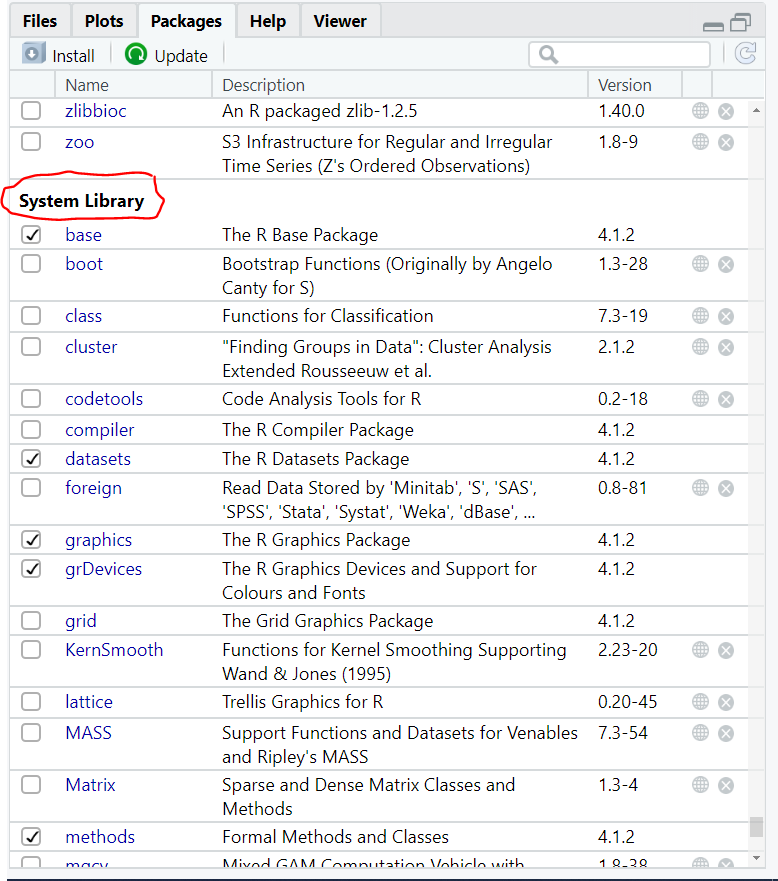 Files Plots Packages Help Viewer
Install Update
Name Description Version
zlibbioc An R packaged zlib-1.2.5 1.40.0
zoo S3 Infrastructure for Regular and Irregular 1.8-9
Time Series (Z's Ordered Observations)
System Library
base The R Base Package 4.1.2
boot Bootstrap Functions (Originally by Angelo 1.3-28
Canty for S)
class Functions for Classification 7.3-19
cluster "Finding Groups in Data": Cluster Analysis 2.1.2
Extended Rousseeuw et al.
codetools Code Analysis Tools for R 0.2-18
compiler The R Compiler Package 4.1.2
datasets The R Datasets Package 4.1.2
foreign Read Data Stored by 'Minitab', 'S', 'SAS', 0.8-81
'SPSS', 'Stata', 'Systat', 'Weka', 'dBase', ...
graphics The R Graphics Package 4.1.2
grDevices The R Graphics Devices and Support for 4.1.2
Colours and Fonts
grid The Grid Graphics Package 4.1.2
KernSmooth Functions for Kernel Smoothing Supporting 2.23-20
Wand & Jones (1995)
lattice Trellis Graphics for R 0.20-45
MASS Support Functions and Datasets for Venables 7.3-54
and Ripley's MASS
Matrix Sparse and Dense Matrix Classes and 1.3-4
Methods
methods Formal Methods and Classes 4.1.2
mgcv Mixed GAM Computation Vehicle with 1.8-38